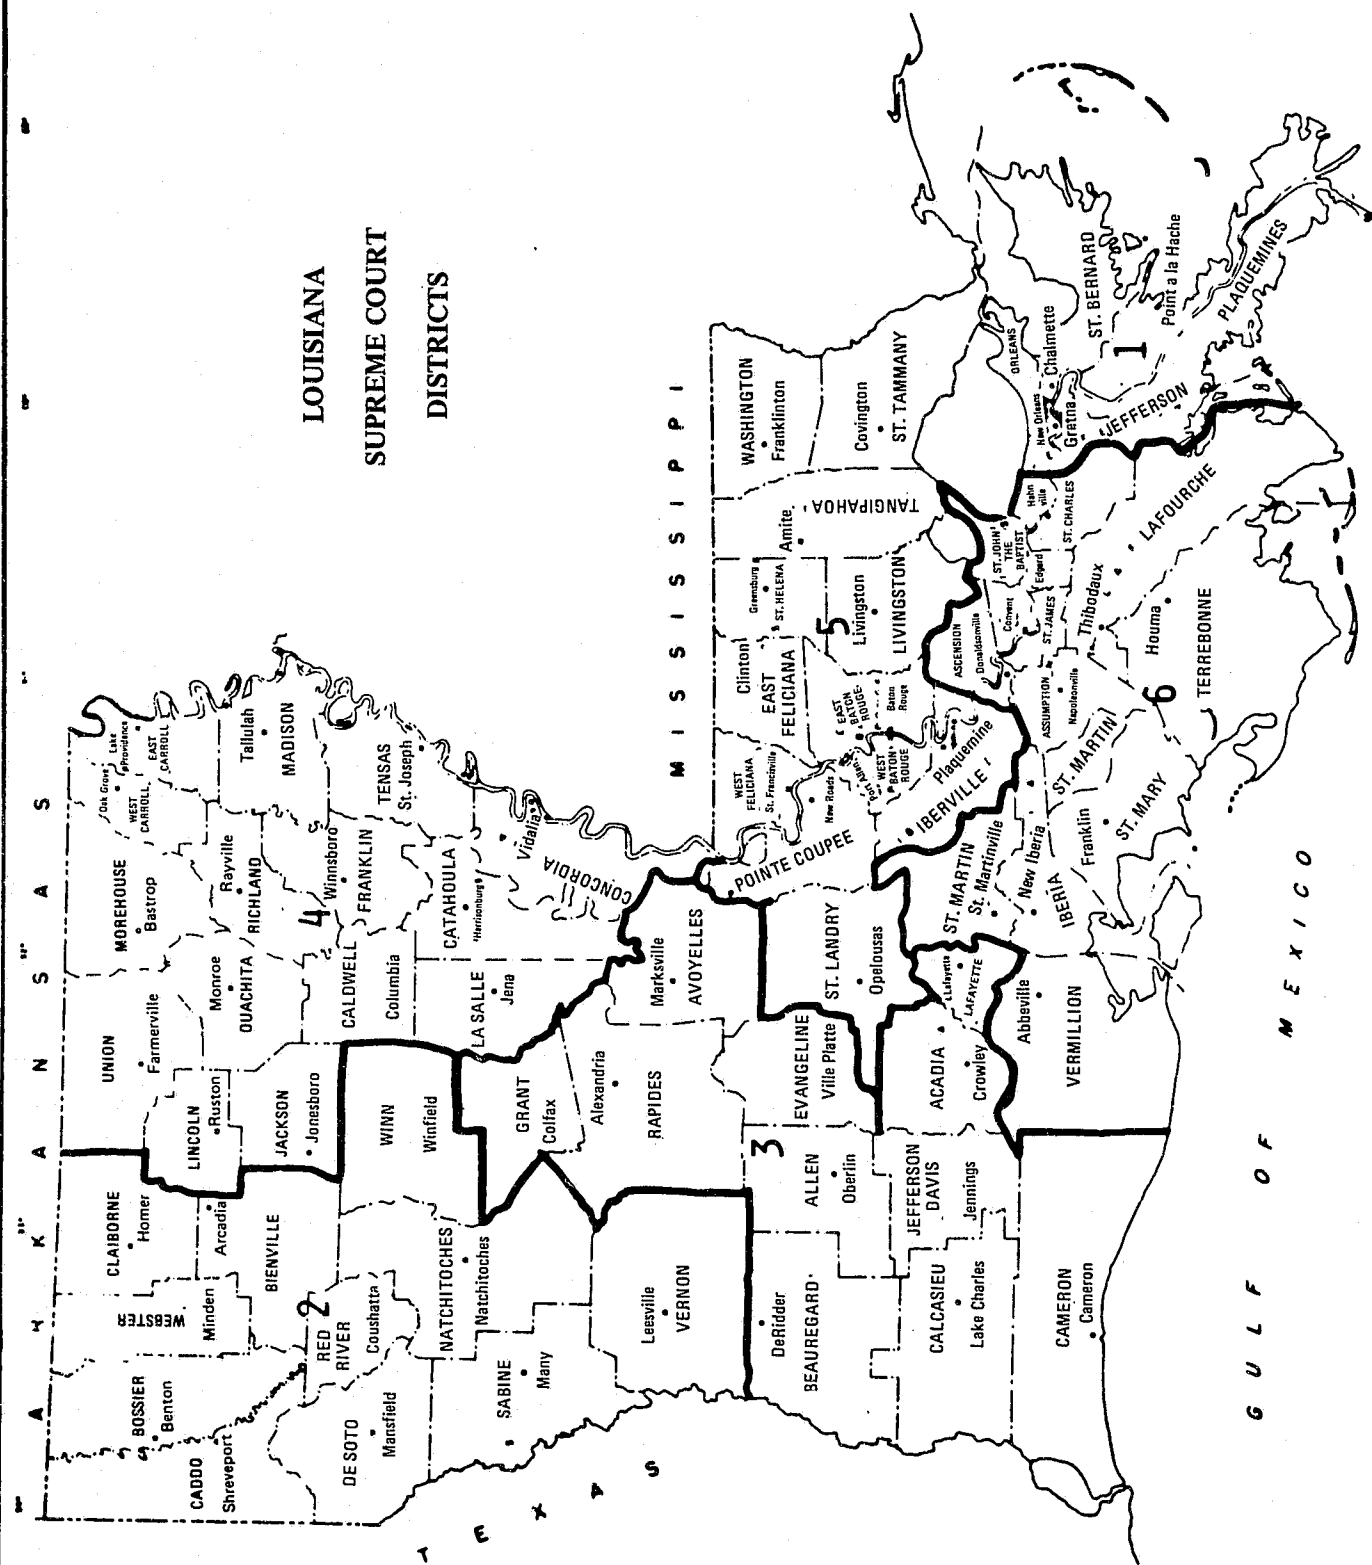 LOUISIANA
SUPREME COURT
DISTRICTS
A R K A N S A S
T E X A S
M I S S I S S I P P I
G U L F O F M E X I C O
CADDO
Shreveport
BOSSIER
Benton
WEBSTER
Minden
CLAIBORNE
Homer
UNION
Farmerville
MOREHOUSE
Bastrop
Oak Grove
WEST
CARROLL
Lake
Providence
EAST
CARROLL
LINCOLN
Ruston
Arcadia
BIENVILLE
JACKSON
Jonesboro
Monroe
OUACHITA
Rayville
RICHLAND
Tallulah
MADISON
DE SOTO
Mansfield
2
RED
RIVER
Coushatta
WINN
Winfield
CALDWELL
Columbia
4
Winnsboro
FRANKLIN
TENSAS
St. Joseph
SABINE
Many
NATCHITOCHES
Natchitoches
GRANT
Colfax
LA SALLE
Jena
CATAHOULA
Harrisonburg
Vidalia
CONCORDIA
Leesville
VERNON
Alexandria
RAPIDES
Marksville
AVOYELLES
DeRidder
BEAUREGARD
3
ALLEN
Oberlin
EVANGELINE
Ville Platte
ST. LANDRY
Opelousas
POINTE COUPEE
New Roads
WEST
FELICIANA
St. Francisville
Clinton
EAST
FELICIANA
Greensburg
ST. HELENA
5
Amite
TANGIPAHOA
WASHINGTON
Franklinton
Covington
ST. TAMMANY
Livingston
LIVINGSTON
EAST
BATON
ROUGE
Baton
Rouge
Port Allen
WEST
BATON
ROUGE
Plaquemine
IBERVILLE
CALCASIEU
Lake Charles
JEFFERSON
DAVIS
Jennings
ACADIA
Crowley
Lafayette
LAFAYETTE
ST. MARTIN
St. Martinville
New Iberia
IBERIA
CAMERON
Cameron
Abbeville
VERMILLION
Franklin
ST. MARY
ST. MARTIN
ASCENSION
Donaldsonville
ASSUMPTION
Napoleonville
Convent
ST. JAMES
ST. JOHN
THE
BAPTIST
Edgard
Hahn
ville
ST. CHARLES
Thibodaux
LAFOURCHE
6
Houma
TERREBONNE
ORLEANS
New Orleans
Gretna
JEFFERSON
Chalmette
ST. BERNARD
1
Point a la Hache
PLAQUEMINES